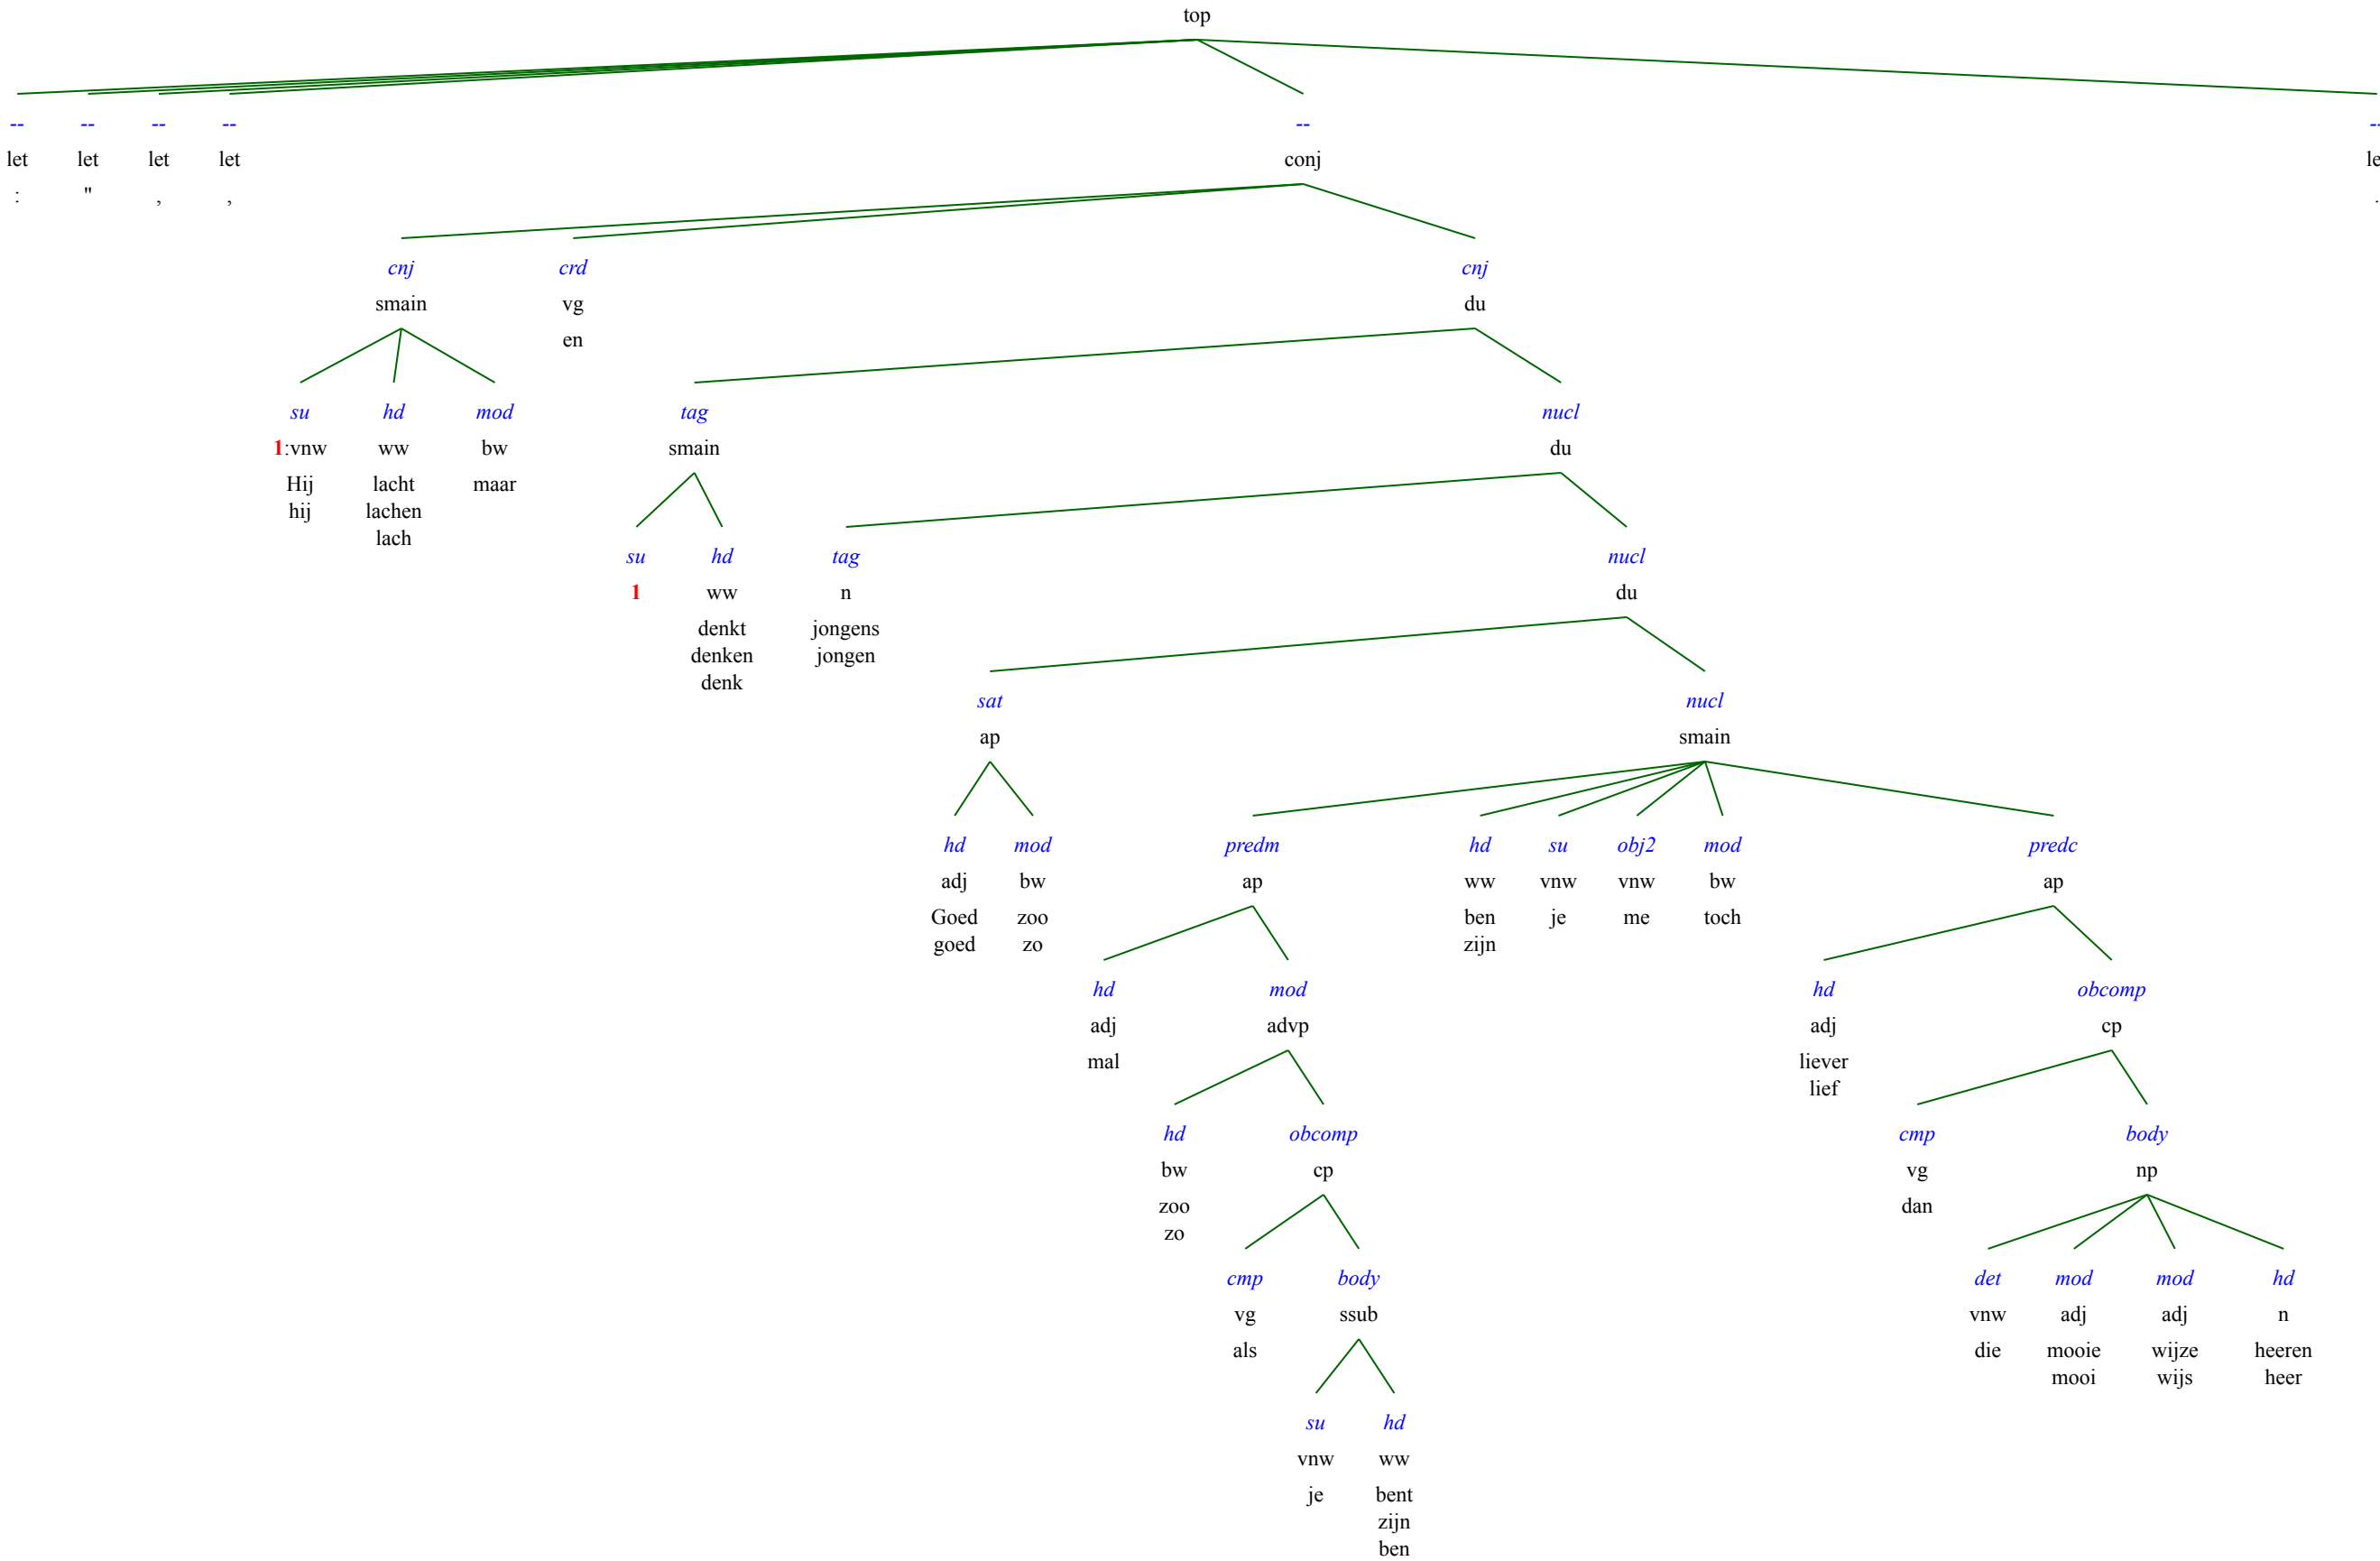 top
-- -- -- -- -- --
let let let let conj le
: " , , .
cnj crd cnj
smain vg du
en
su hd mod tag nucl
1:vnw ww bw smain du
Hij lacht maar
hij lachen
lach
su hd tag nucl
1 ww n du
denkt jongens
denken jongen
denk
sat nucl
ap smain
hd mod predm hd su obj2 mod predc
adj bw ap ww vnw vnw bw ap
Goed zoo ben je me toch
goed zo zijn
hd mod hd obcomp
adj advp adj cp
mal liever
lief
hd obcomp cmp body
bw cp vg np
zoo dan
zo
cmp body det mod mod hd
vg ssub vnw adj adj n
als die mooie wijze heeren
mooi wijs heer
su hd
vnw ww
je bent
zijn
ben